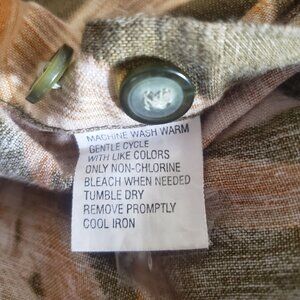 MACHINE WASH WARM
GENTLE CYCLE
WITH LIKE COLORS
ONLY NON-CHLORINE
BLEACH WHEN NEEDED
TUMBLE DRY
REMOVE PROMPTLY
COOL IRON